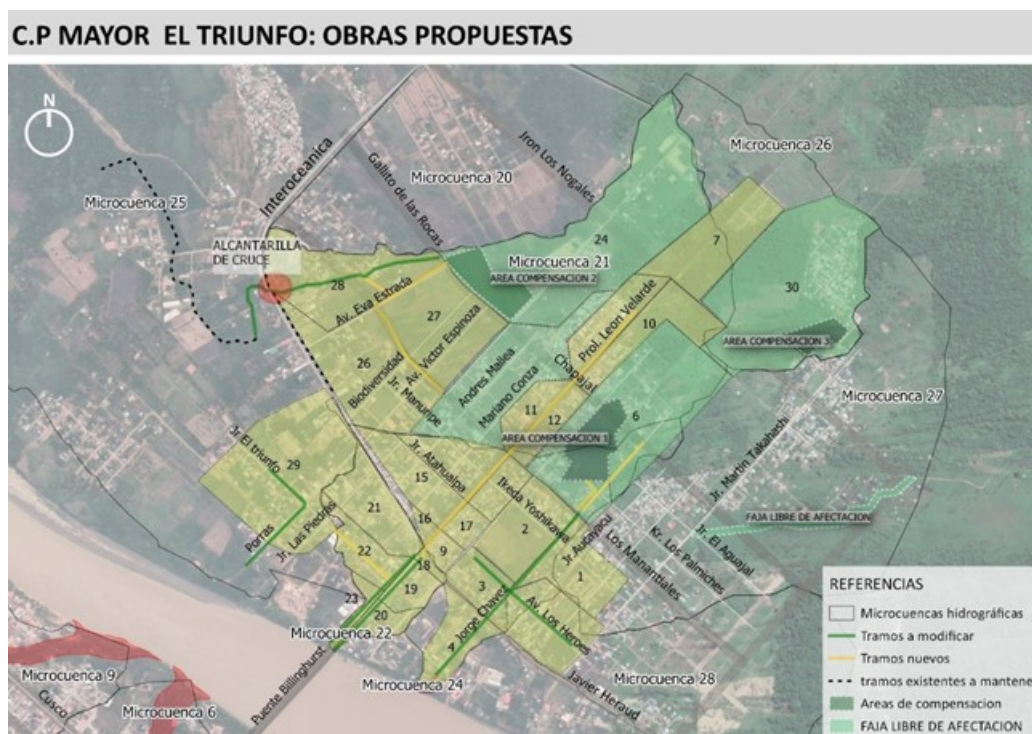 C.P MAYOR EL TRIUNFO: OBRAS PROPUESTAS
N
Microcuenca 26
Jron Los Nogales
Interoceanica
Gallito de las Rocas
Microcuenca 20
Microcuenca 25
ALCANTARILLA
DE CRUCE
24
7
Microcuenca 21
AREA COMPENSACION 2
28
30
Av. Eva Estrada
27
Prol. Leon Velarde
10
Av. Victor Espinoza
AREA COMPENSACION 3
26
Biodiversidad
Jr. Manuripe
Andres Mallea
Mariano Conza
Chapajal
Microcuenca 27
11
12
6
AREA COMPENSACION 1
Jr. Martin Takahashi
Jr. El triunfo
29
Jr. Atahualpa
15
Ikeda Yoshikawa
21
16
17
2
FAJA LIBRE DE AFECTACION
Jr. Las Piedras
Porras
Jr Aucayacu
Los Manantiales
Kr. Los Palmiches
Jr. El Aguajal
22
9
18
1
3
19
23
20
Jorge Chavez
4
Av. Los Heroes
Microcuenca 22
Microcuenca 24
Puente Billinghurst
Javier Heraud
Microcuenca 28
Microcuenca 9
Cusco
Microcuenca 6
REFERENCIAS
Microcuencas hidrográficas
Tramos a modificar
Tramos nuevos
tramos existentes a mantene
Areas de compensacion
FAJA LIBRE DE AFECTACION